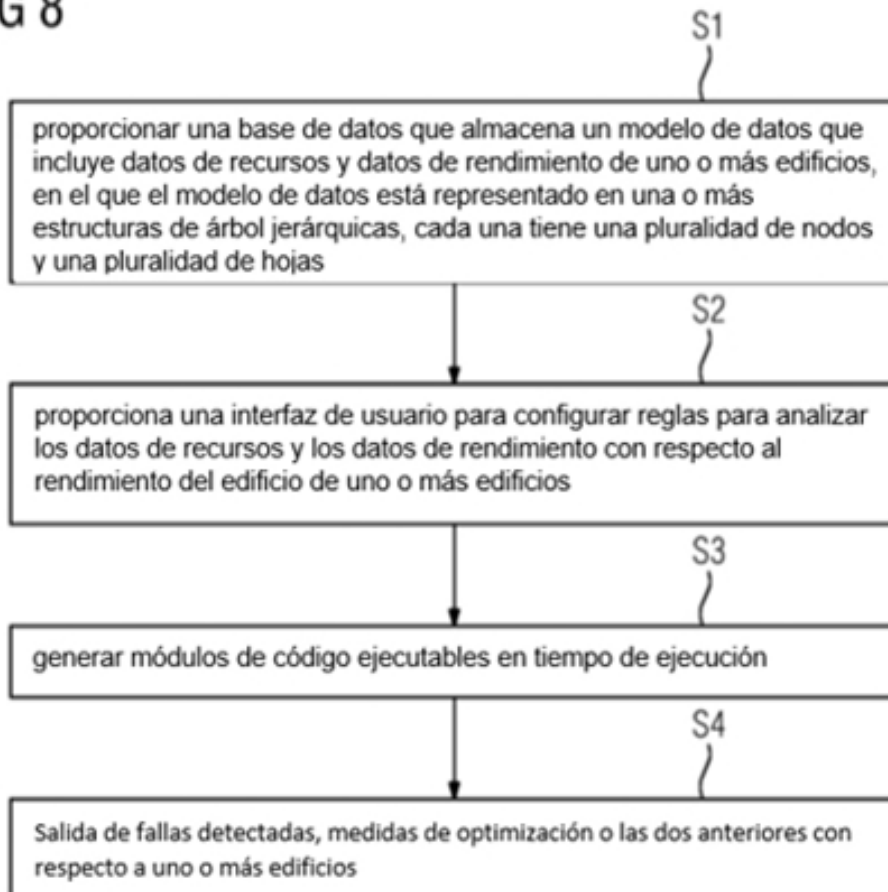 G 8
S1
proporcionar una base de datos que almacena un modelo de datos que
incluye datos de recursos y datos de rendimiento de uno o más edificios,
en el que el modelo de datos está representado en una o más
estructuras de árbol jerárquicas, cada una tiene una pluralidad de nodos
y una pluralidad de hojas
S2
proporciona una interfaz de usuario para configurar reglas para analizar
los datos de recursos y los datos de rendimiento con respecto al
rendimiento del edificio de uno o más edificios
S3
generar módulos de código ejecutables en tiempo de ejecución
S4
Salida de fallas detectadas, medidas de optimización o las dos anteriores con
respecto a uno o más edificios